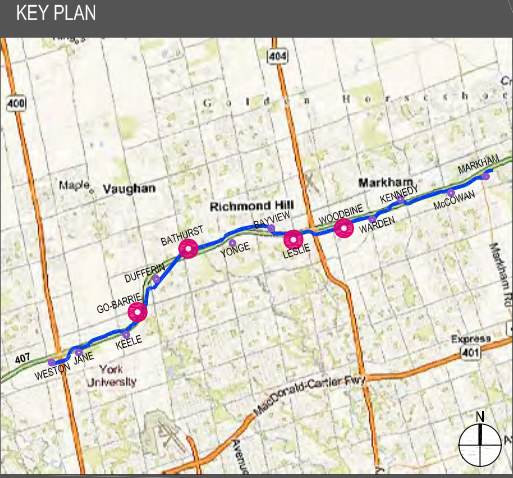 KEY PLAN
404
400
Golden Horseshoe
MARKHAM
Maple
Vaughan
Markham
KENNEDY
McCOWAN
Richmond Hill
WOODBINE
BAYVIEW
WARDEN
BATHURST
YONGE
LESLIE
DUFFERIN
Markham Rd
GO-BARRIE
KEELE
Express
401
407
WESTON JANE
York
University
MacDonald-Cartier Fwy
N
Avenue